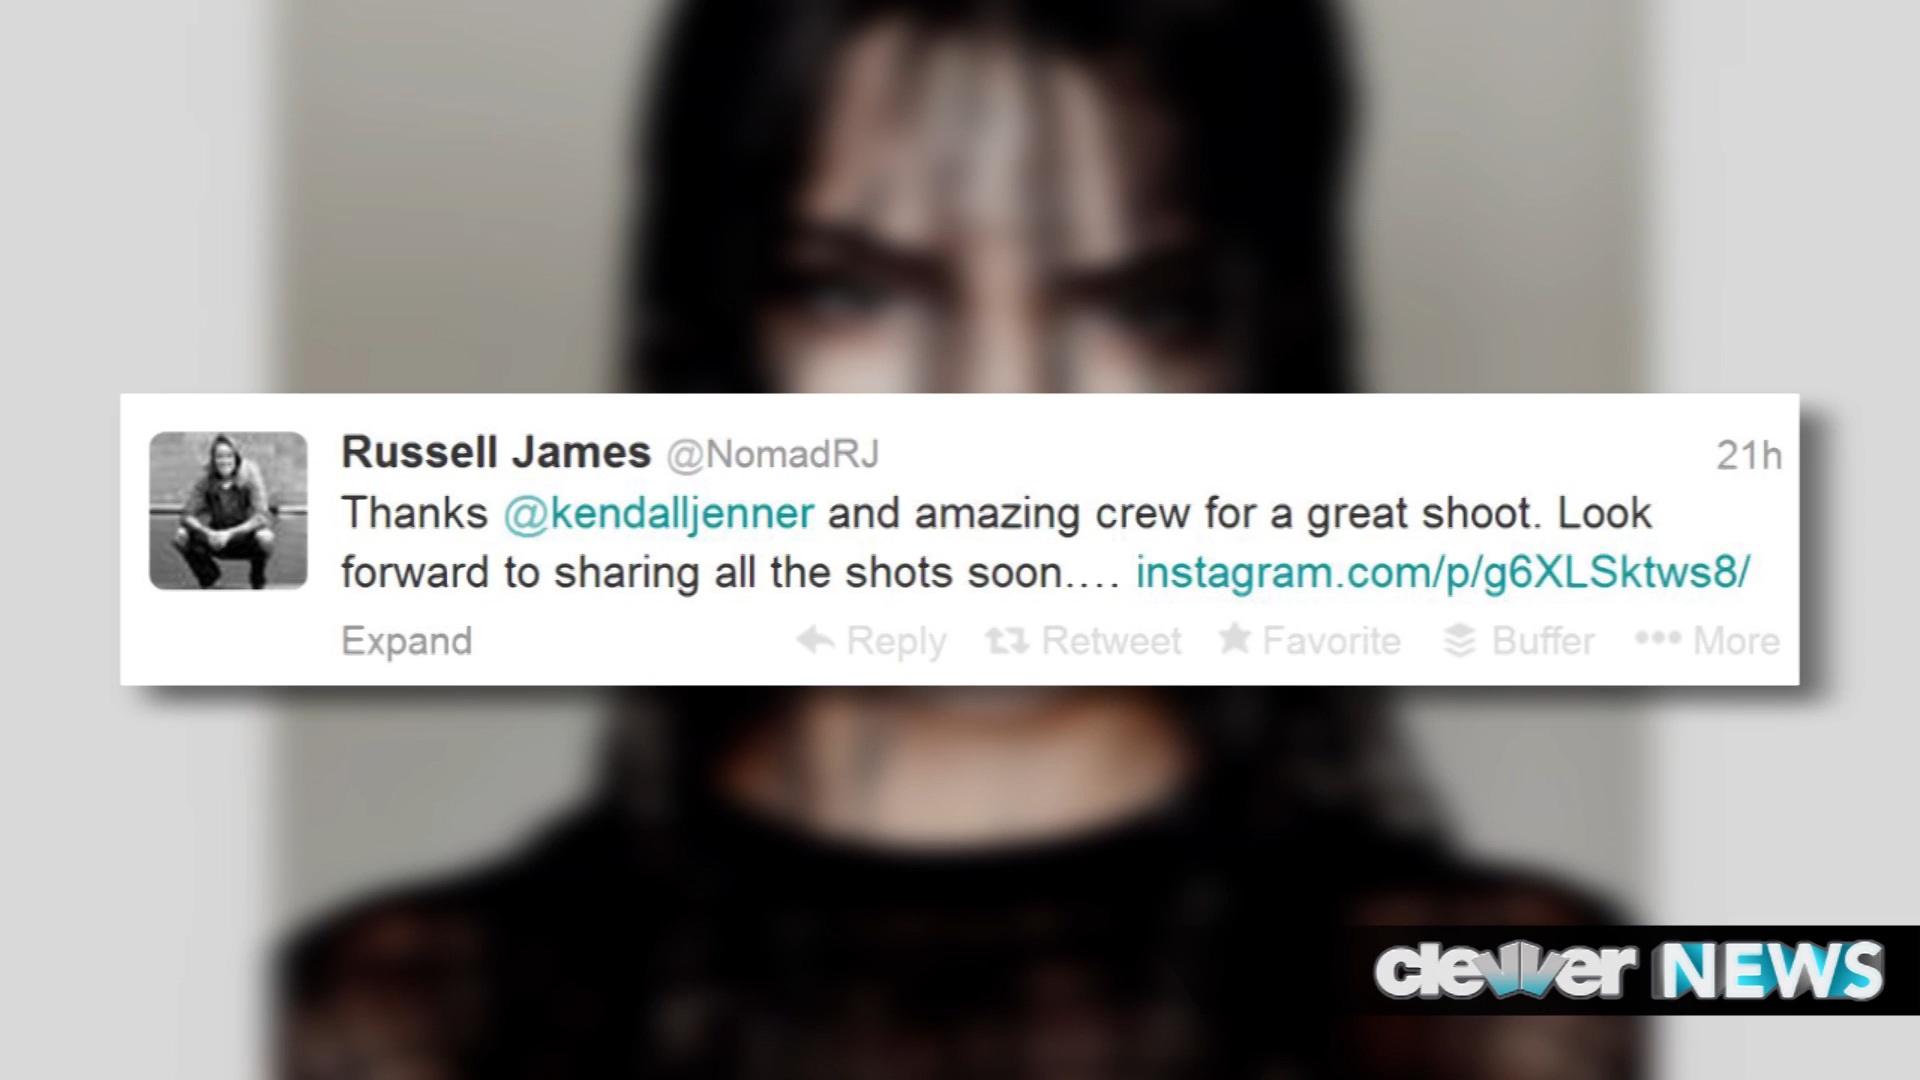 Russell James @NomadRJ 21h
Thanks @kendalljenner and amazing crew for a great shoot. Look
forward to sharing all the shots soon.... instagram.com/p/g6XLSktws8/
Expand Reply Retweet Favorite Buffer More
clevver NEWS